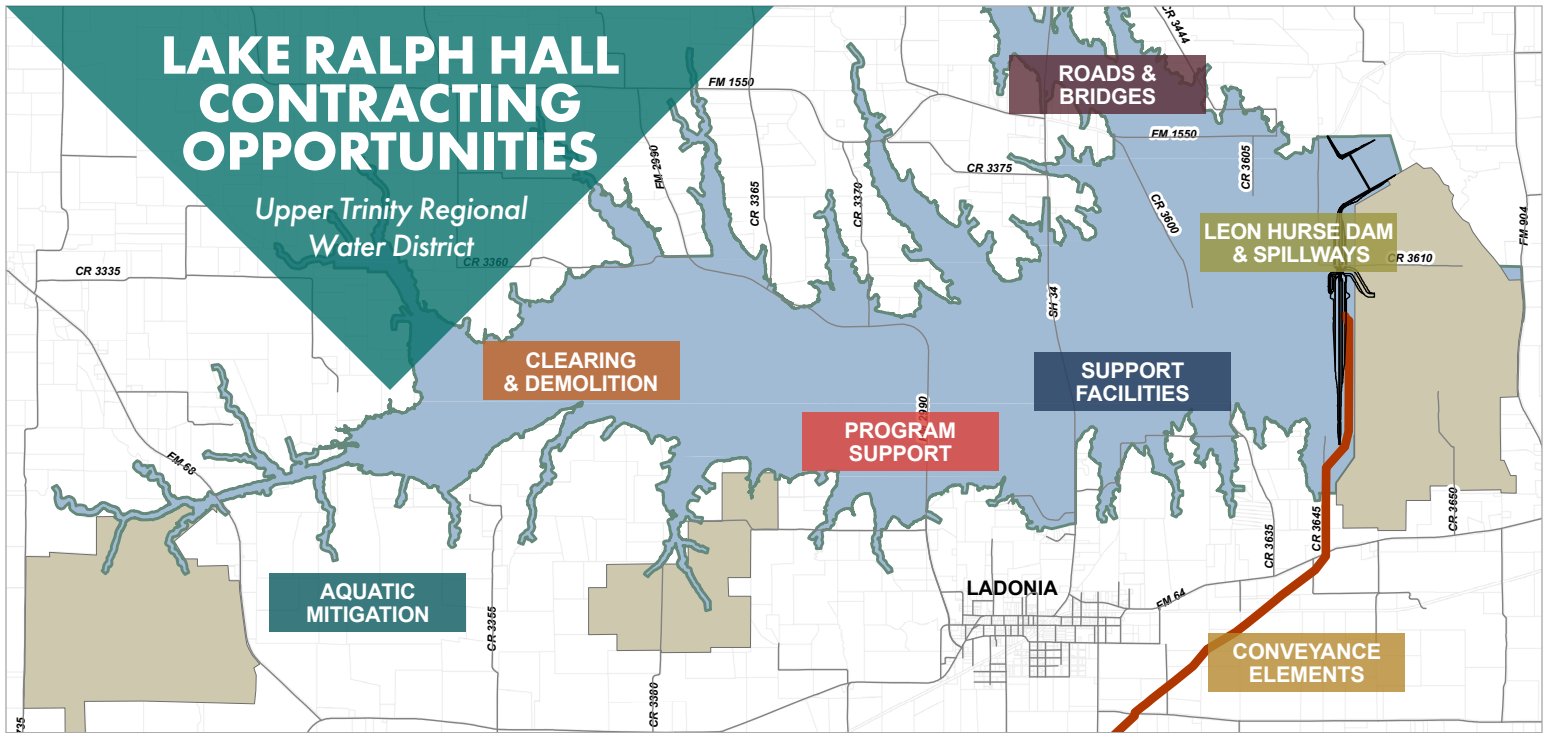 LAKE RALPH HALL
CONTRACTING
OPPORTUNITIES
Upper Trinity Regional
Water District
CR 3444
ROADS &
BRIDGES
FM 1550
FM 1550
FM 2990
CR 3365
CR 3370
CR 3375
CR 3605
CR 3600
FM 904
LEON HURSE DAM
& SPILLWAYS
CR 3610
CR 3335
CR 3360
SH 34
CLEARING
& DEMOLITION
SUPPORT
FACILITIES
2990
PROGRAM
SUPPORT
FM 68
CR 3635
CR 3645
CR 3650
AQUATIC
MITIGATION
CR 3355
LADONIA
FM 64
CONVEYANCE
ELEMENTS
CR 3380
735